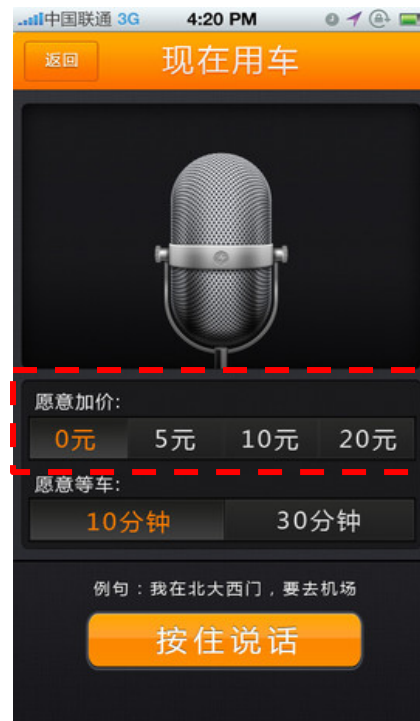 中国联通 3G 4:20 PM
返回 现在用车
愿意加价:
0元 5元 10元 20元
愿意等车:
10分钟 30分钟
例句：我在北大西门，要去机场
按住说话